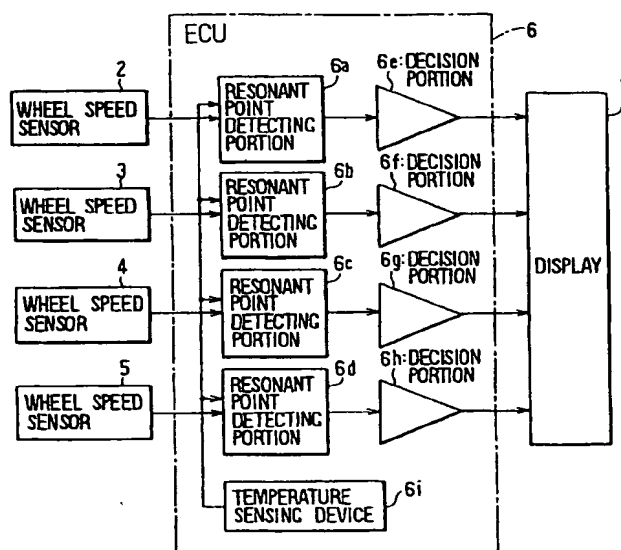 ECU
6
2
WHEEL SPEED
SENSOR
6a
RESONANT
POINT
DETECTING
PORTION
6e: DECISION
PORTION
3
WHEEL SPEED
SENSOR
6b
RESONANT
POINT
DETECTING
PORTION
6f: DECISION
PORTION
4
WHEEL SPEED
SENSOR
6c
RESONANT
POINT
DETECTING
PORTION
6g: DECISION
PORTION
DISPLAY
5
WHEEL SPEED
SENSOR
6d
RESONANT
POINT
DETECTING
PORTION
6h: DECISION
PORTION
TEMPERATURE
SENSING DEVICE
6i